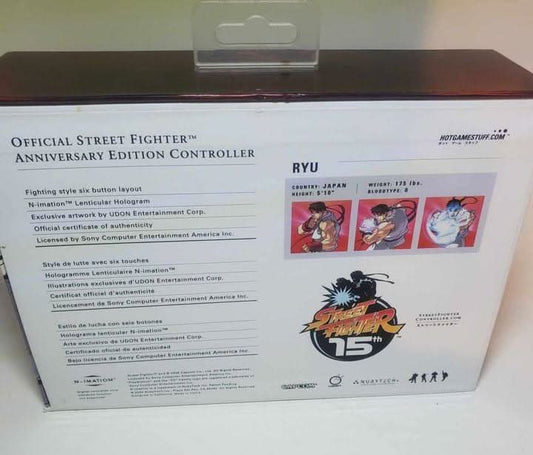 OFFICIAL STREET FIGHTER™
ANNIVERSARY EDITION CONTROLLER
Fighting style six button layout
N-imation™ Lenticular Hologram
Exclusive artwork by UDON Entertainment Corp.
Official certificate of authenticity
Licensed by Sony Computer Entertainment America Inc.
Style de lutte avec six touches
Hologramme Lenticulaire N-imation™
Illustrations exclusives d'UDON Entertainment Corp.
Certificat officiel d'authenticité
Licencement de Sony Computer Entertainment America Inc.
Estilo de lucha con seis botones
Holograma lenticular N-imation™
Arte exclusivo de UDON Entertainment Corp.
Certificado oficial de autenticidad
Bajo licencia de Sony Computer Entertainment America Inc.
N-IMATION™
HOTGAMESTUFF.COM™
RYU
COUNTRY: JAPAN
HEIGHT: 5'10"
WEIGHT: 175 lbs.
BLOODTYPE: O
STREET
FIGHTER
15th
STREETFIGHTER
CONTROLLER.COM
CAPCOM
NUBYTECH